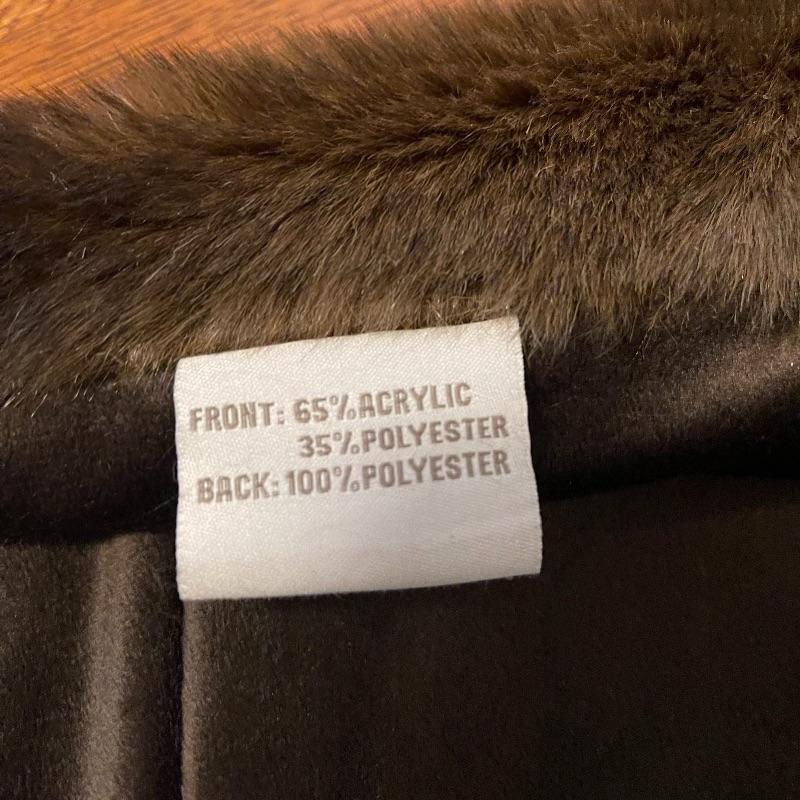 FRONT: 65% ACRYLIC
35% POLYESTER
BACK: 100% POLYESTER